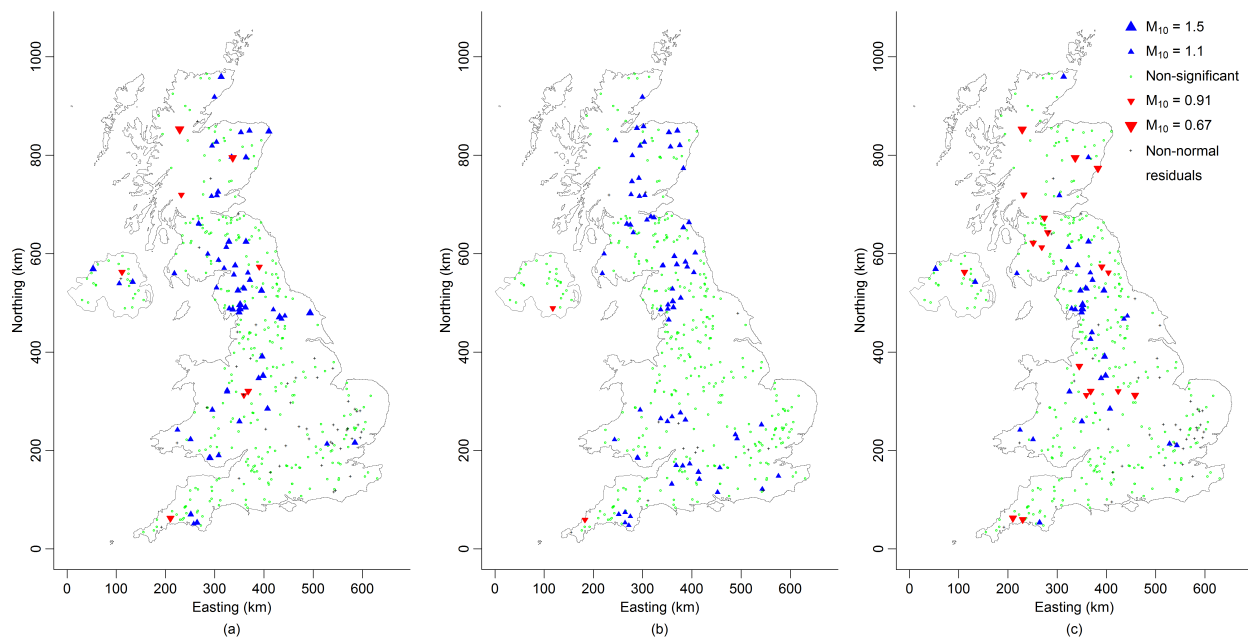 M10 = 1.5
M10 = 1.1
Non-significant
M10 = 0.91
M10 = 0.67
Non-normal
residuals
Northing (km)
0 200 400 600 800 1000
0 100 200 300 400 500 600
Easting (km)
(a)
Northing (km)
0 200 400 600 800 1000
0 100 200 300 400 500 600
Easting (km)
(b)
Northing (km)
0 200 400 600 800 1000
0 100 200 300 400 500 600
Easting (km)
(c)